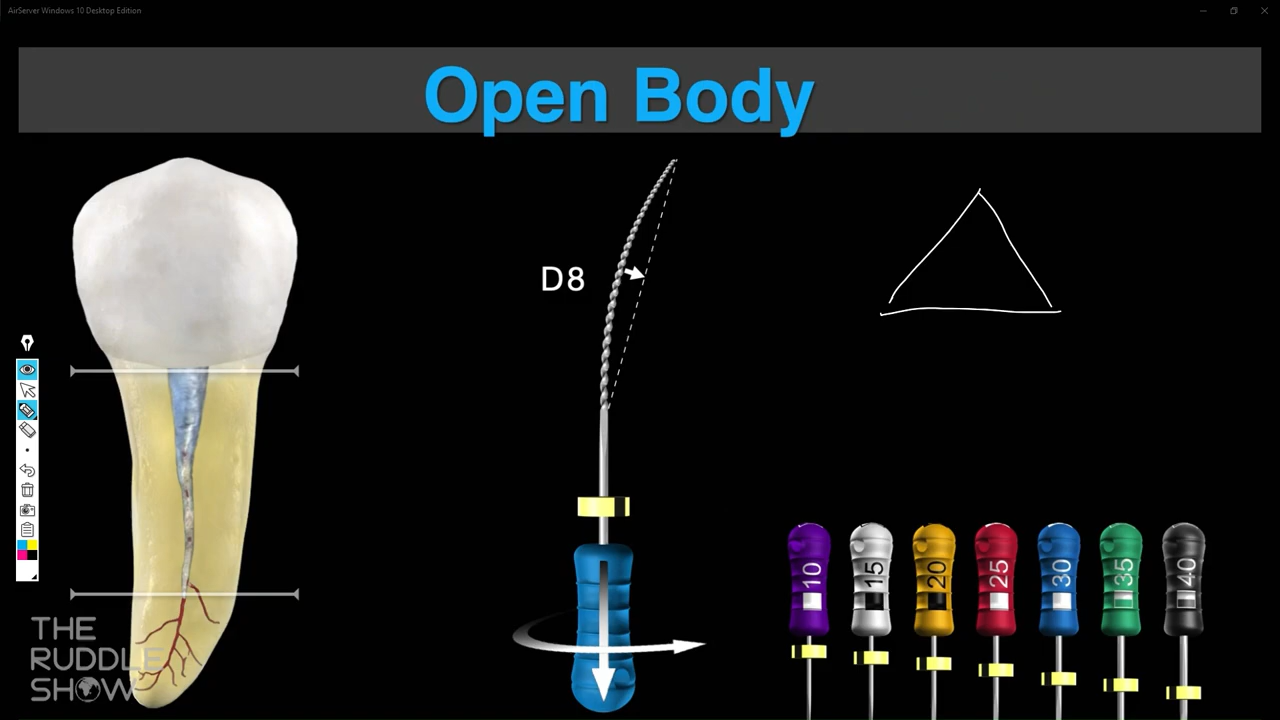 AirServer Windows 10 Desktop Edition
Open Body
D8
10 15 20 25 30 35 40
THE
RUDDLE
SHOW